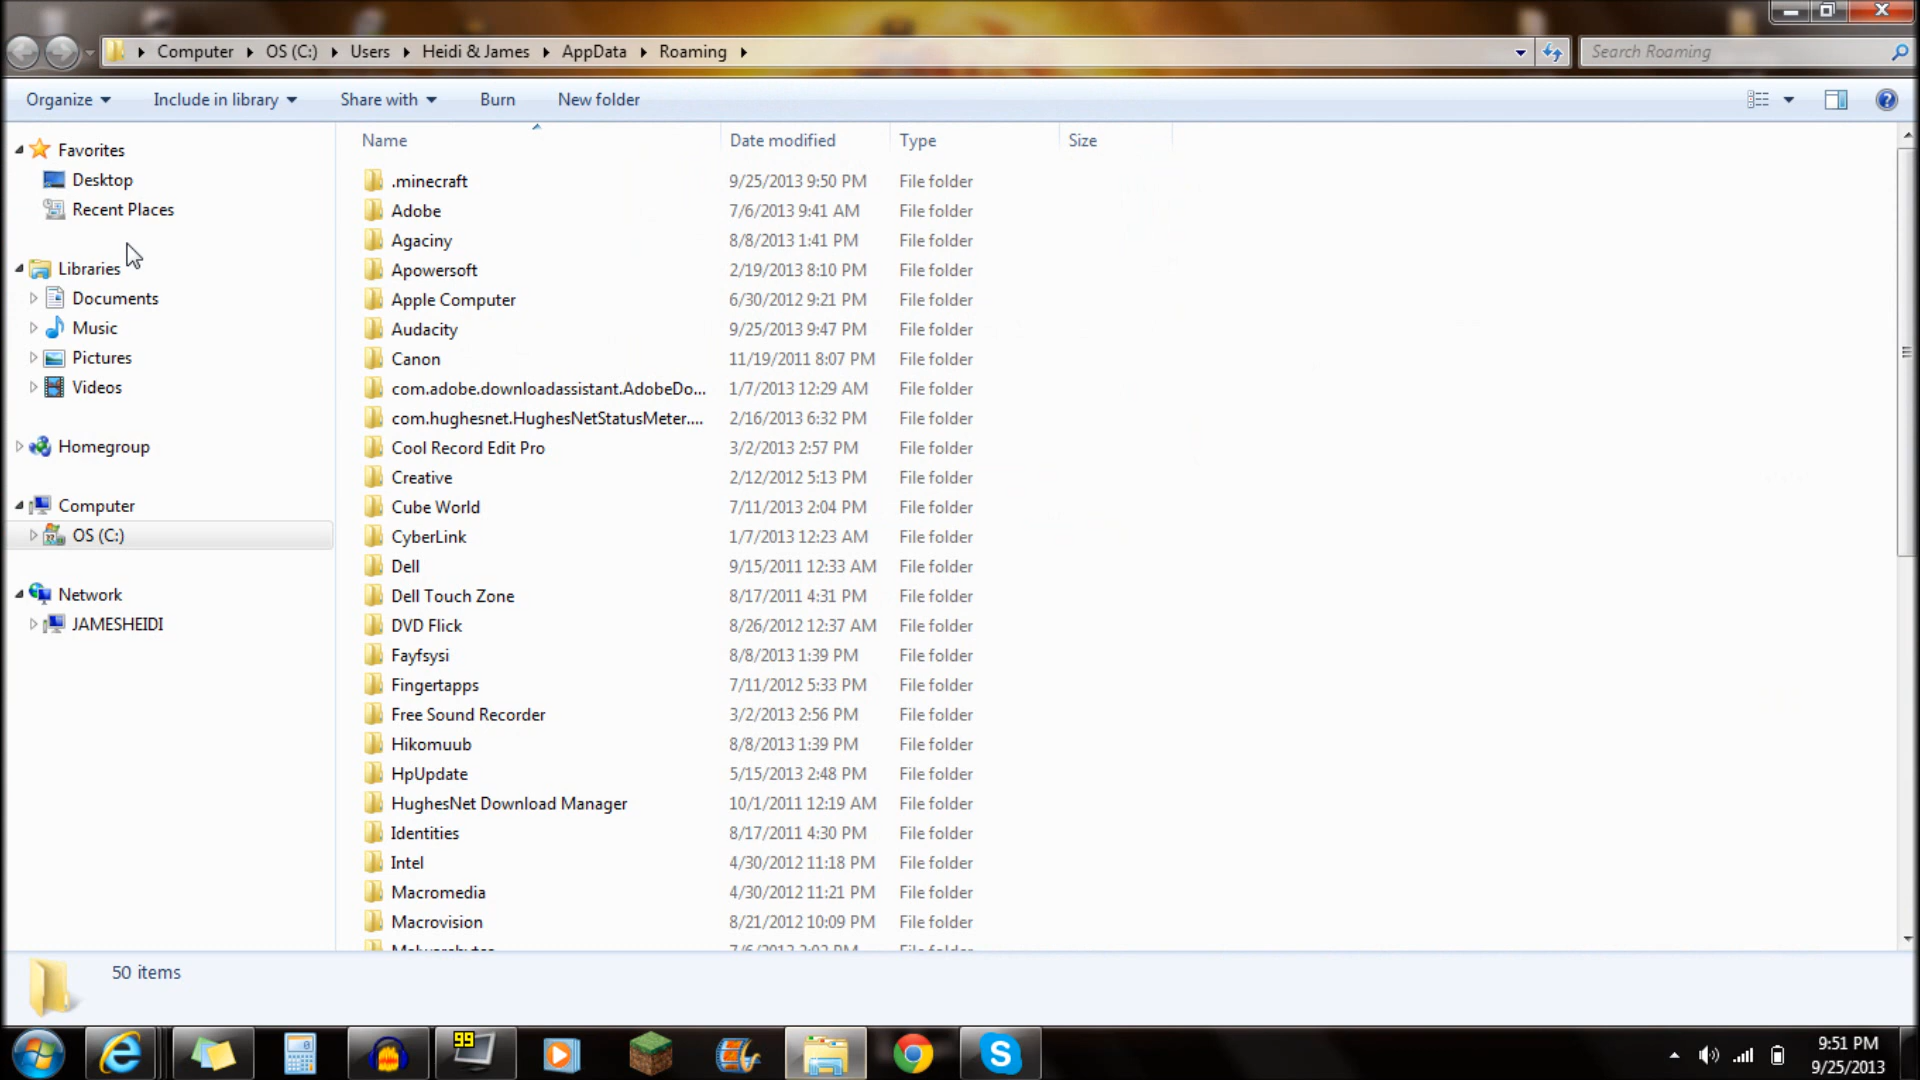 Computer OS (C:) Users Heidi & James AppData Roaming
Search Roaming
Organize Include in library Share with Burn New folder
Name Date modified Type Size
Favorites
Desktop
Recent Places
Libraries
Documents
Music
Pictures
Videos
Homegroup
Computer
OS (C:)
Network
JAMESHEIDI
.minecraft 9/25/2013 9:50 PM File folder
Adobe 7/6/2013 9:41 AM File folder
Agaciny 8/8/2013 1:41 PM File folder
Apowersoft 2/19/2013 8:10 PM File folder
Apple Computer 6/30/2012 9:21 PM File folder
Audacity 9/25/2013 9:47 PM File folder
Canon 11/19/2011 8:07 PM File folder
com.adobe.downloadassistant.AdobeDo... 1/7/2013 12:29 AM File folder
com.hughesnet.HughesNetStatusMeter.... 2/16/2013 6:32 PM File folder
Cool Record Edit Pro 3/2/2013 2:57 PM File folder
Creative 2/12/2012 5:13 PM File folder
Cube World 7/11/2013 2:04 PM File folder
CyberLink 1/7/2013 12:23 AM File folder
Dell 9/15/2011 12:33 AM File folder
Dell Touch Zone 8/17/2011 4:31 PM File folder
DVD Flick 8/26/2012 12:37 AM File folder
Fayfsysi 8/8/2013 1:39 PM File folder
Fingertapps 7/11/2012 5:33 PM File folder
Free Sound Recorder 3/2/2013 2:56 PM File folder
Hikomuub 8/8/2013 1:39 PM File folder
HpUpdate 5/15/2013 2:48 PM File folder
HughesNet Download Manager 10/1/2011 12:19 AM File folder
Identities 8/17/2011 4:30 PM File folder
Intel 4/30/2012 11:18 PM File folder
Macromedia 4/30/2012 11:21 PM File folder
Macrovision 8/21/2012 10:09 PM File folder
50 items
99
9:51 PM
9/25/2013